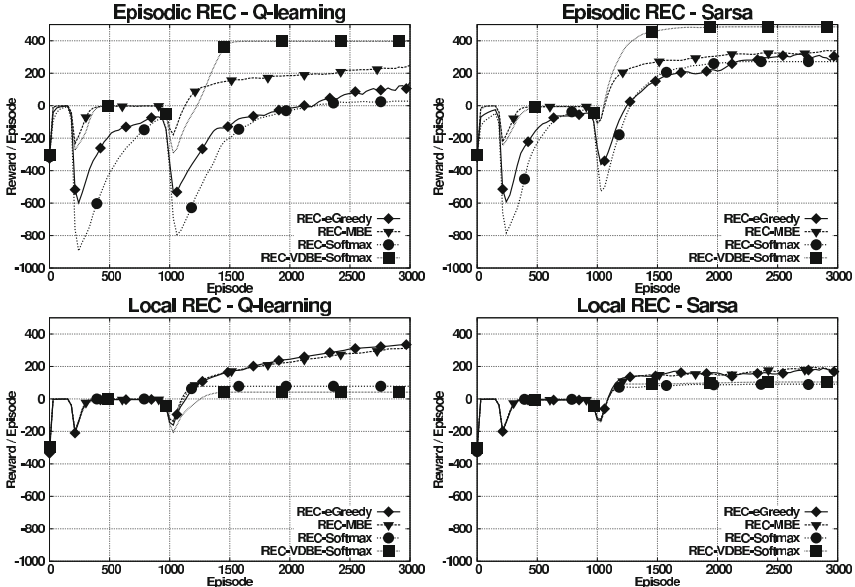 Episodic REC - Q-learning
Reward / Episode
400
200
0
-200
-400
-600
-800
-1000
REC-eGreedy
REC-MBE
REC-Softmax
REC-VDBE-Softmax
0 500 1000 1500 2000 2500 3000
Episode
Episodic REC - Sarsa
Reward / Episode
400
200
0
-200
-400
-600
-800
-1000
REC-eGreedy
REC-MBE
REC-Softmax
REC-VDBE-Softmax
0 500 1000 1500 2000 2500 3000
Episode
Local REC - Q-learning
Reward / Episode
400
200
0
-200
-400
-600
-800
-1000
REC-eGreedy
REC-MBE
REC-Softmax
REC-VDBE-Softmax
0 500 1000 1500 2000 2500 3000
Episode
Local REC - Sarsa
Reward / Episode
400
200
0
-200
-400
-600
-800
-1000
REC-eGreedy
REC-MBE
REC-Softmax
REC-VDBE-Softmax
0 500 1000 1500 2000 2500 3000
Episode